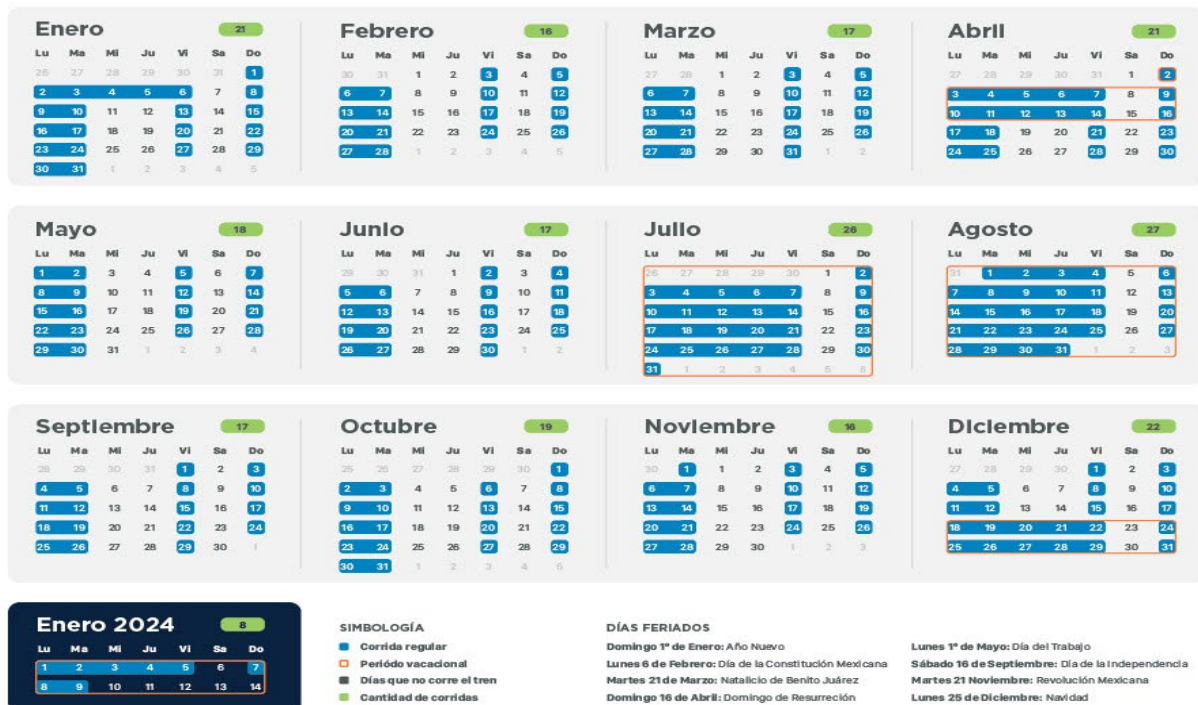 Enero 21
Lu Ma Mi Ju Vi Sa Do
26 27 28 29 30 31 1
2 3 4 5 6 7 8
9 10 11 12 13 14 15
16 17 18 19 20 21 22
23 24 25 26 27 28 29
30 31 1 2 3 4 5
Febrero 16
Lu Ma Mi Ju Vi Sa Do
30 31 1 2 3 4 5
6 7 8 9 10 11 12
13 14 15 16 17 18 19
20 21 22 23 24 25 26
27 28 1 2 3 4 5
Marzo 17
Lu Ma Mi Ju Vi Sa Do
27 28 1 2 3 4 5
6 7 8 9 10 11 12
13 14 15 16 17 18 19
20 21 22 23 24 25 26
27 28 29 30 31 1 2
Abril 21
Lu Ma Mi Ju Vi Sa Do
27 28 29 30 31 1 2
3 4 5 6 7 8 9
10 11 12 13 14 15 16
17 18 19 20 21 22 23
24 25 26 27 28 29 30
Mayo 18
Lu Ma Mi Ju Vi Sa Do
1 2 3 4 5 6 7
8 9 10 11 12 13 14
15 16 17 18 19 20 21
22 23 24 25 26 27 28
29 30 31 1 2 3 4
Junio 17
Lu Ma Mi Ju Vi Sa Do
29 30 31 1 2 3 4
5 6 7 8 9 10 11
12 13 14 15 16 17 18
19 20 21 22 23 24 25
26 27 28 29 30 1 2
Julio 26
Lu Ma Mi Ju Vi Sa Do
26 27 28 29 30 1 2
3 4 5 6 7 8 9
10 11 12 13 14 15 16
17 18 19 20 21 22 23
24 25 26 27 28 29 30
31 1 2 3 4 5 6
Agosto 27
Lu Ma Mi Ju Vi Sa Do
31 1 2 3 4 5 6
7 8 9 10 11 12 13
14 15 16 17 18 19 20
21 22 23 24 25 26 27
28 29 30 31 1 2 3
Septiembre 17
Lu Ma Mi Ju Vi Sa Do
28 29 30 31 1 2 3
4 5 6 7 8 9 10
11 12 13 14 15 16 17
18 19 20 21 22 23 24
25 26 27 28 29 30 1
Octubre 19
Lu Ma Mi Ju Vi Sa Do
25 26 27 28 29 30 1
2 3 4 5 6 7 8
9 10 11 12 13 14 15
16 17 18 19 20 21 22
23 24 25 26 27 28 29
30 31 1 2 3 4 5
Noviembre 16
Lu Ma Mi Ju Vi Sa Do
30 1 1 2 3 4 5
6 7 8 9 10 11 12
13 14 15 16 17 18 19
20 21 22 23 24 25 26
27 28 29 30 1 2 3
Diciembre 22
Lu Ma Mi Ju Vi Sa Do
27 28 29 30 1 2 3
4 5 6 7 8 9 10
11 12 13 14 15 16 17
18 19 20 21 22 23 24
25 26 27 28 29 30 31
Enero 2024 8
Lu Ma Mi Ju Vi Sa Do
1 2 3 4 5 6 7
8 9 10 11 12 13 14
SIMBOLOGÍA
Corrida regular
Periódo vacacional
Días que no corre el tren
Cantidad de corridas
DÍAS FERIADOS
Domingo 1º de Enero: Año Nuevo
Lunes 6 de Febrero: Día de la Constitución Mexicana
Martes 21 de Marzo: Natalicio de Benito Juárez
Domingo 16 de Abril: Domingo de Resurreción
Lunes 1º de Mayo: Día del Trabajo
Sábado 16 de Septiembre: Día de la Independencia
Martes 21 Noviembre: Revolución Mexicana
Lunes 25 de Diciembre: Navidad